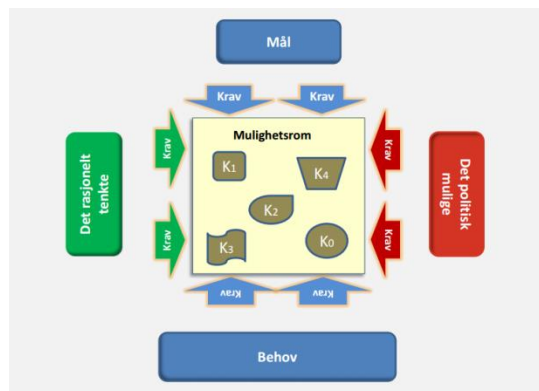 Mål
Krav
Krav
Mulighetsrom
Det rasjonelt
tenkte
Krav
Krav
K1
K4
K2
K3
K0
Krav
Krav
Det politisk
mulige
Krav
Krav
Behov